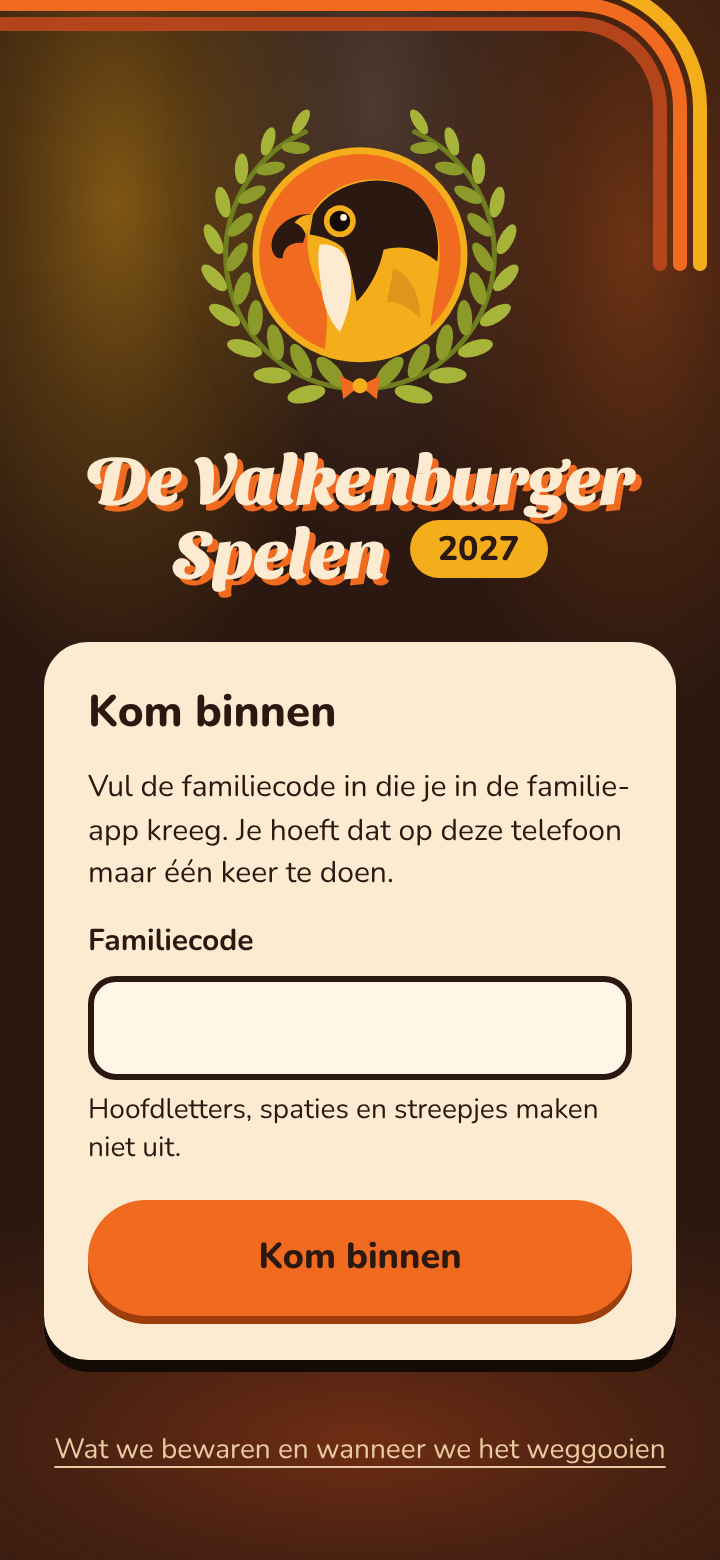 De Valkenburger
Spelen 2027
Kom binnen
Vul de familiecode in die je in de familie-
app kreeg. Je hoeft dat op deze telefoon
maar één keer te doen.
Familiecode
Hoofdletters, spaties en streepjes maken
niet uit.
Kom binnen
Wat we bewaren en wanneer we het weggooien